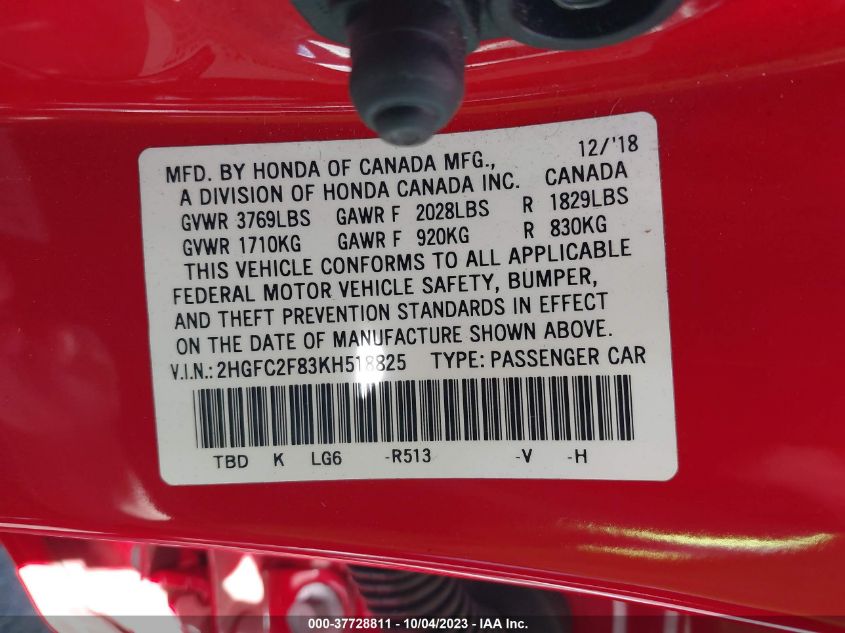 12/'18
MFD. BY HONDA OF CANADA MFG.,
A DIVISION OF HONDA CANADA INC. CANADA
GVWR 3769LBS GAWR F 2028LBS R 1829LBS
GVWR 1710KG GAWR F 920KG R 830KG
THIS VEHICLE CONFORMS TO ALL APPLICABLE
FEDERAL MOTOR VEHICLE SAFETY, BUMPER,
AND THEFT PREVENTION STANDARDS IN EFFECT
ON THE DATE OF MANUFACTURE SHOWN ABOVE.
V.I.N.: 2HGFC2F83KH518825 TYPE: PASSENGER CAR
TBD K LG6 -R513 -V -H
000-37728811 - 10/04/2023 - IAA Inc.